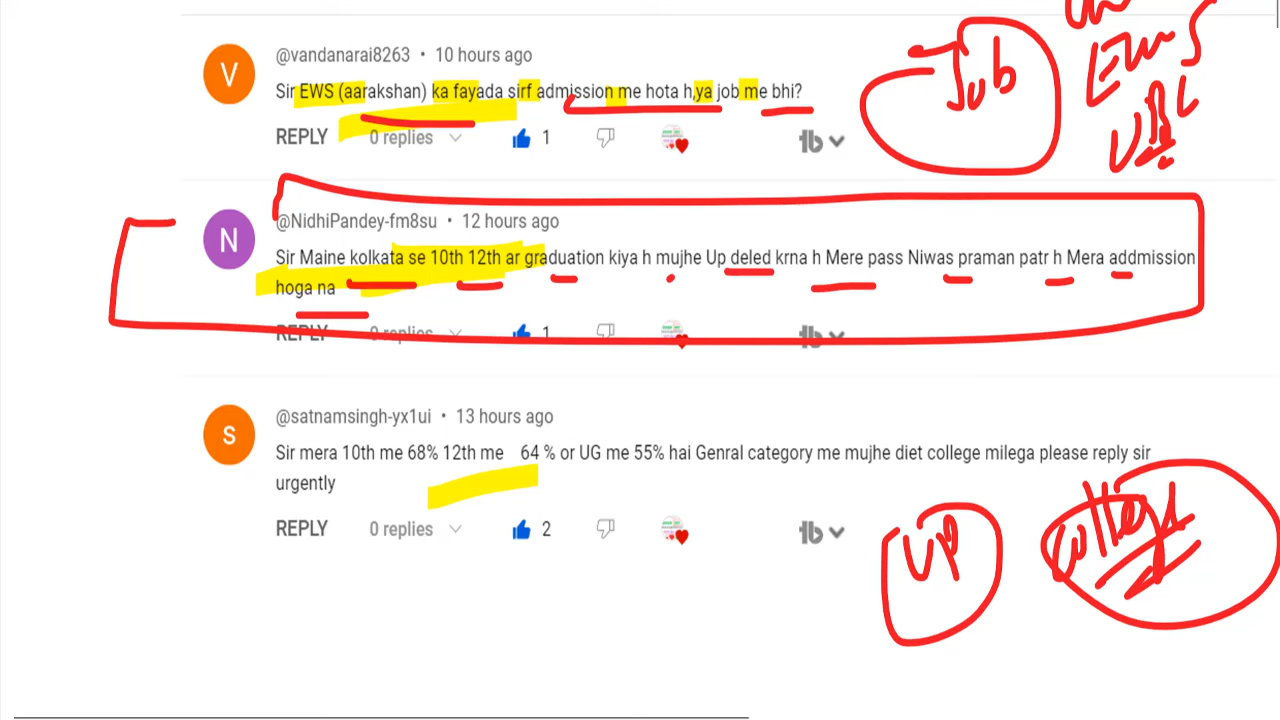 @vandanarai8263 • 10 hours ago
Sir EWS (aarakshan) ka fayada sirf admission me hota h,ya job me bhi?
REPLY 0 replies 1
Job
EWS
@NidhiPandey-fm8su • 12 hours ago
Sir Maine kolkata se 10th 12th ar graduation kiya h mujhe Up deled krna h Mere pass Niwas praman patr h Mera addmission
hoga na
REPLY 0 replies 1
@satnamsingh-yx1ui • 13 hours ago
Sir mera 10th me 68% 12th me 64 % or UG me 55% hai Genral category me mujhe diet college milega please reply sir
urgently
REPLY 0 replies 2
UP
College